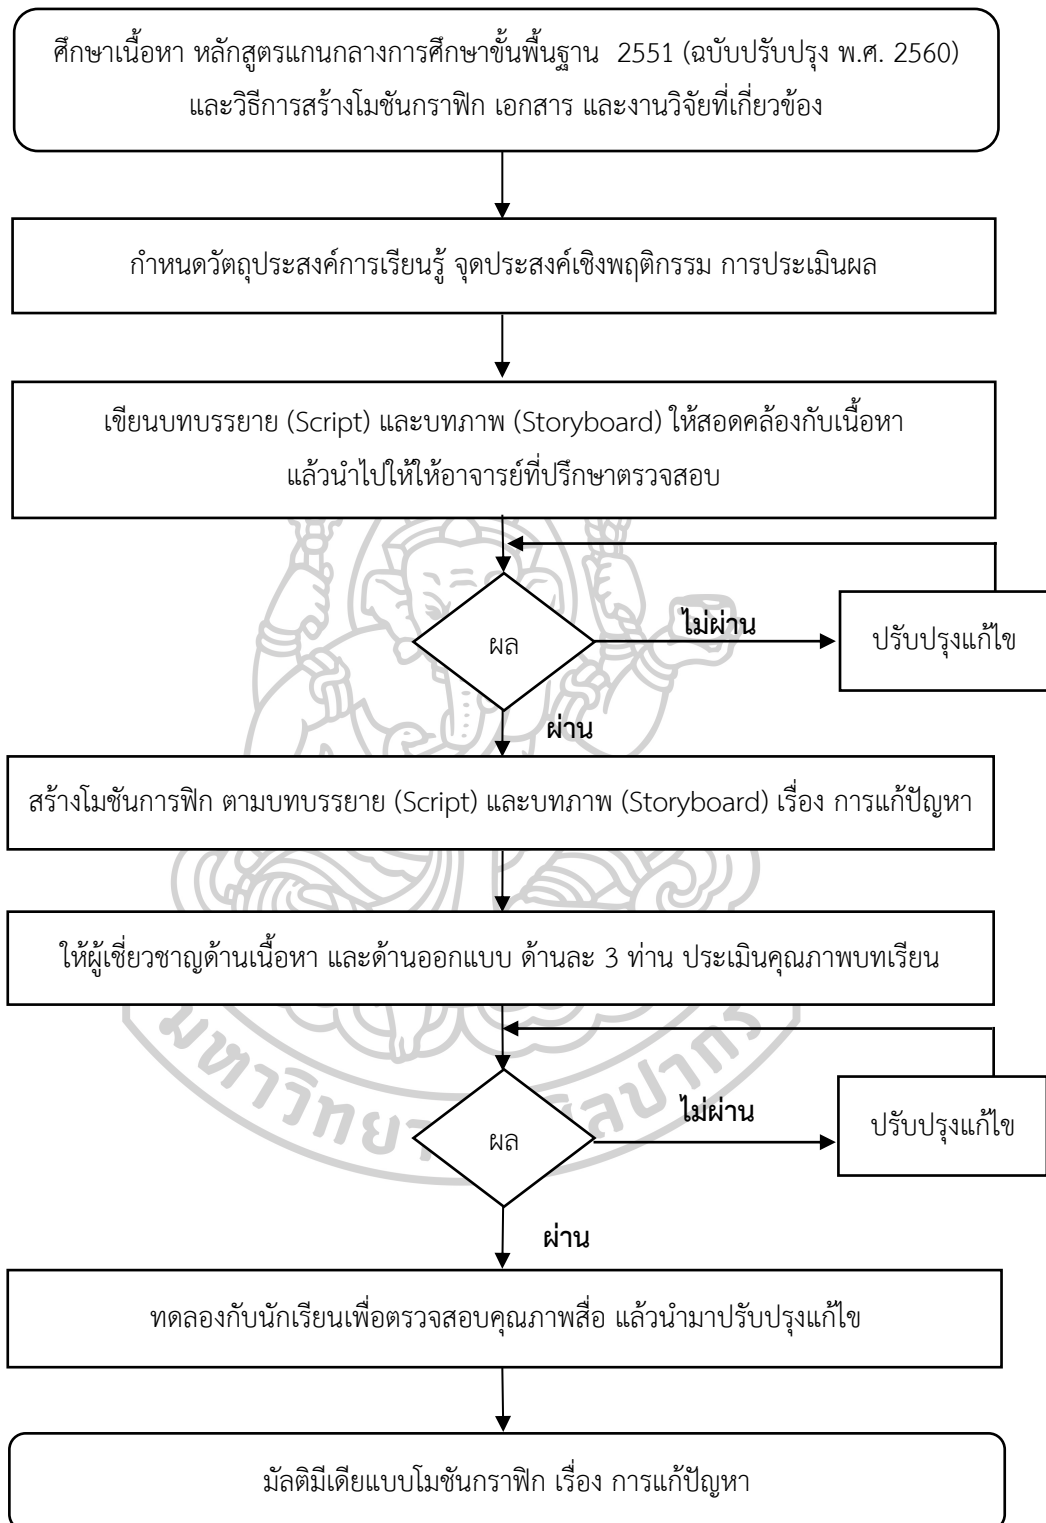 ศึกษาเนื้อหา หลักสูตรแกนกลางการศึกษาขั้นพื้นฐาน 2551 (ฉบับปรับปรุง พ.ศ. 2560)
และวิธีการสร้างโมชันกราฟิก เอกสาร และงานวิจัยที่เกี่ยวข้อง
กำหนดวัตถุประสงค์การเรียนรู้ จุดประสงค์เชิงพฤติกรรม การประเมินผล
เขียนบทบรรยาย (Script) และบทภาพ (Storyboard) ให้สอดคล้องกับเนื้อหา
แล้วนำไปให้ให้อาจารย์ที่ปรึกษาตรวจสอบ
ผล
ไม่ผ่าน
ปรับปรุงแก้ไข
ผ่าน
สร้างโมชันการฟิก ตามบทบรรยาย (Script) และบทภาพ (Storyboard) เรื่อง การแก้ปัญหา
ให้ผู้เชี่ยวชาญด้านเนื้อหา และด้านออกแบบ ด้านละ 3 ท่าน ประเมินคุณภาพบทเรียน
ผล
ไม่ผ่าน
ปรับปรุงแก้ไข
ผ่าน
ทดลองกับนักเรียนเพื่อตรวจสอบคุณภาพสื่อ แล้วนำมาปรับปรุงแก้ไข
มัลติมีเดียแบบโมชันกราฟิก เรื่อง การแก้ปัญหา